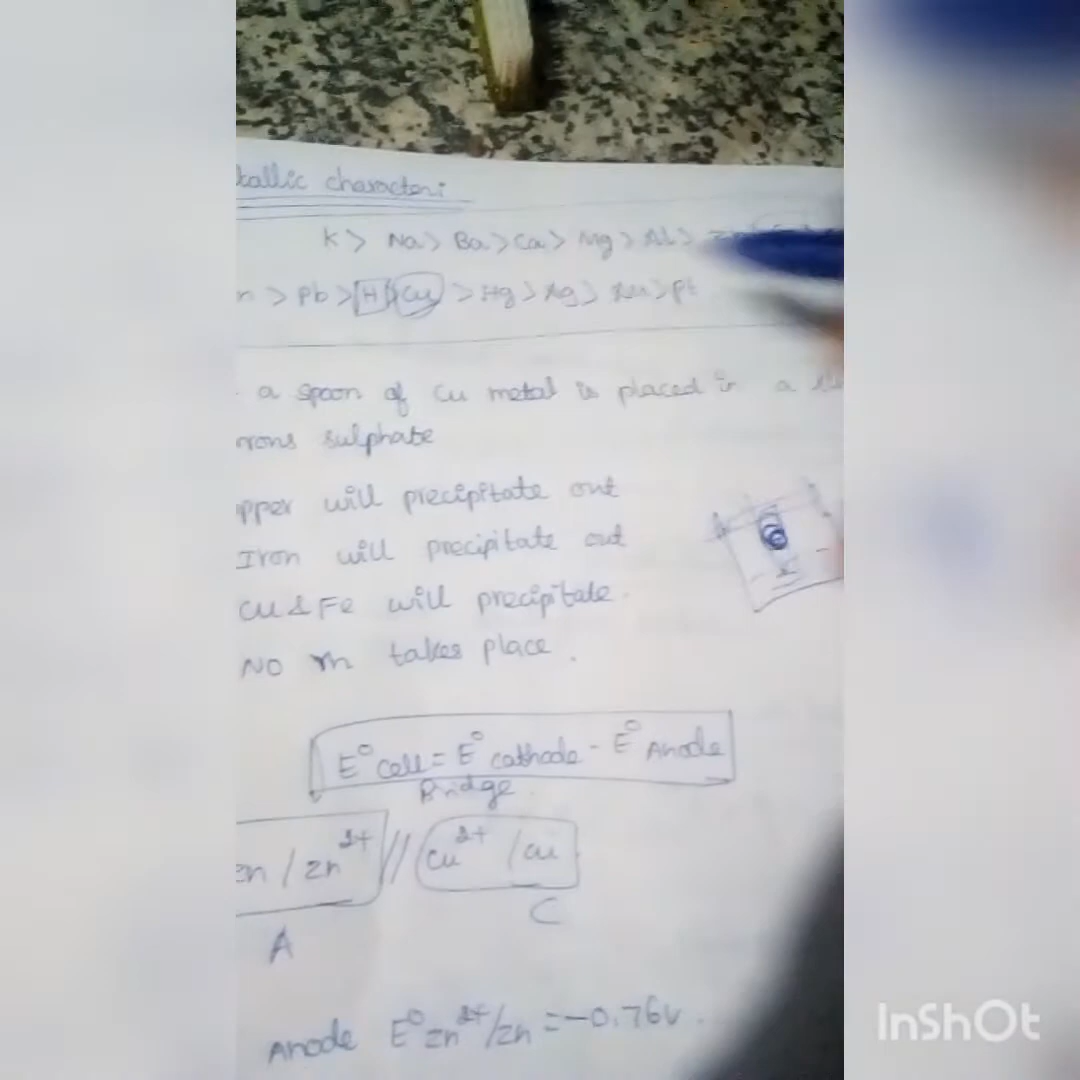 tallic character:
K > Na > Ba > Ca > Mg > Al >
n > Pb > H Cu > Hg > Ag > Au > Pt
a spoon of Cu metal is placed in a
rrons sulphate
pper will precipitate out
Iron will precipitate out
Cu & Fe will precipitate.
NO rn takes place.
E° cell = E° cathode - E° Anode
Bridge
zn / zn²⁺ // Cu²⁺ / Cu
A C
Anode E° zn²⁺/zn = -0.76V.
InShOt